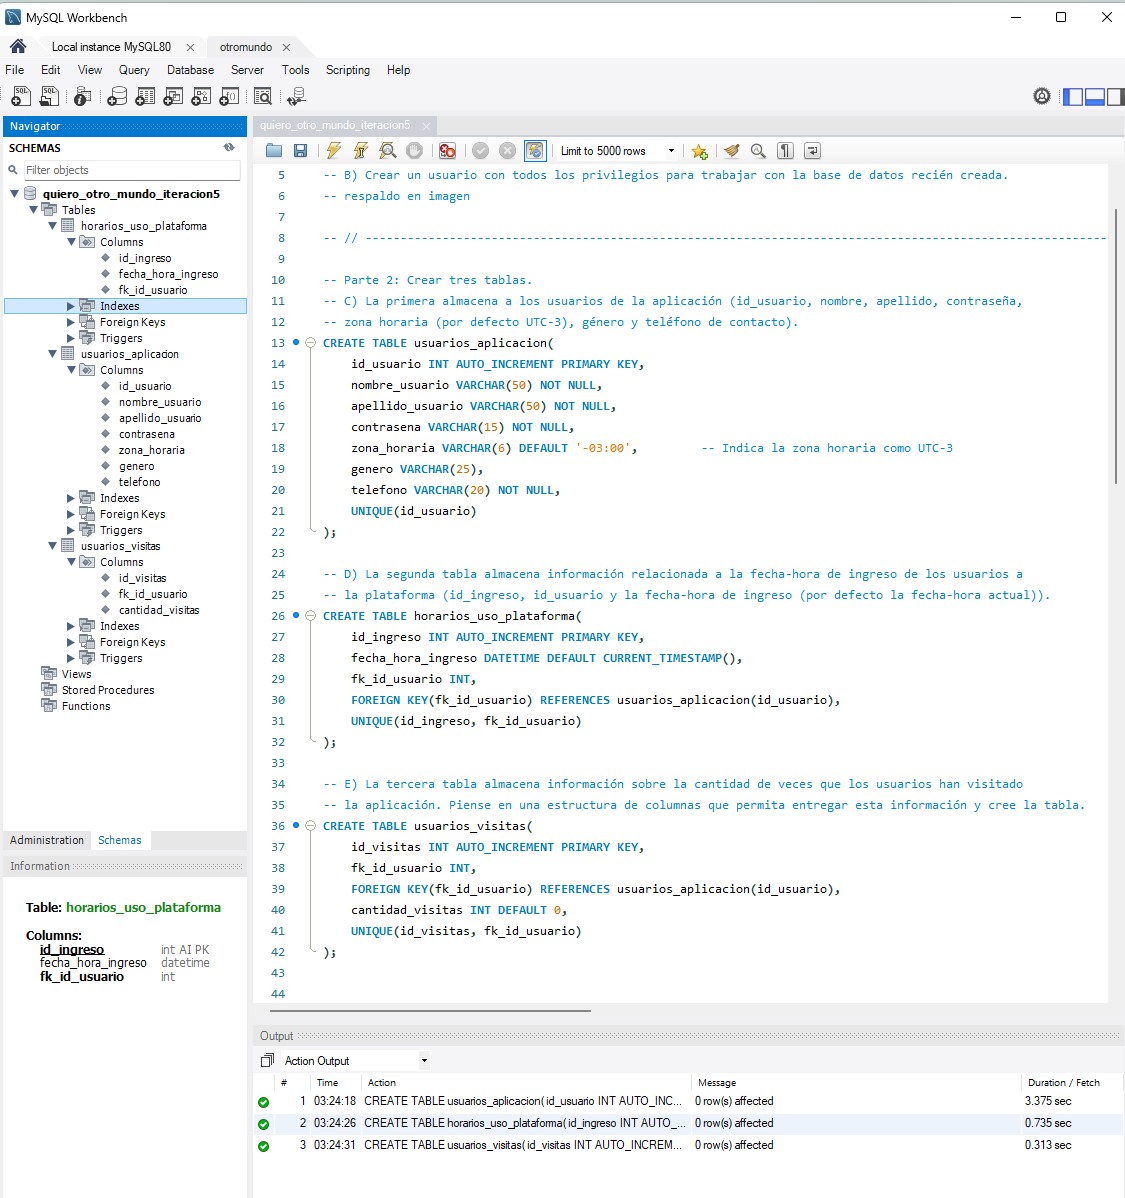 MySQL Workbench
Local instance MySQL80
otromundo
File Edit View Query Database Server Tools Scripting Help
Navigator
SCHEMAS
Filter objects
quiero_otro_mundo_iteracion5
Tables
horarios_uso_plataforma
Columns
id_ingreso
fecha_hora_ingreso
fk_id_usuario
Indexes
Foreign Keys
Triggers
usuarios_aplicacion
Columns
id_usuario
nombre_usuario
apellido_usuario
contrasena
zona_horaria
genero
telefono
Indexes
Foreign Keys
Triggers
usuarios_visitas
Columns
id_visitas
fk_id_usuario
cantidad_visitas
Indexes
Foreign Keys
Triggers
Views
Stored Procedures
Functions
Administration Schemas
Information
Table: horarios_uso_plataforma
Columns:
id_ingreso int AI PK
fecha_hora_ingreso datetime
fk_id_usuario int
quiero_otro_mundo_iteracion5
Limit to 5000 rows
5 -- B) Crear un usuario con todos los privilegios para trabajar con la base de datos recién creada.
6 -- respaldo en imagen
7
8 -- // --------------------------------------------------------------------------------------------------------
9
10 -- Parte 2: Crear tres tablas.
11 -- C) La primera almacena a los usuarios de la aplicación (id_usuario, nombre, apellido, contraseña,
12 -- zona horaria (por defecto UTC-3), género y teléfono de contacto).
13 CREATE TABLE usuarios_aplicacion(
14 id_usuario INT AUTO_INCREMENT PRIMARY KEY,
15 nombre_usuario VARCHAR(50) NOT NULL,
16 apellido_usuario VARCHAR(50) NOT NULL,
17 contrasena VARCHAR(15) NOT NULL,
18 zona_horaria VARCHAR(6) DEFAULT '-03:00', -- Indica la zona horaria como UTC-3
19 genero VARCHAR(25),
20 telefono VARCHAR(20) NOT NULL,
21 UNIQUE(id_usuario)
22 );
23
24 -- D) La segunda tabla almacena información relacionada a la fecha-hora de ingreso de los usuarios a
25 -- la plataforma (id_ingreso, id_usuario y la fecha-hora de ingreso (por defecto la fecha-hora actual)).
26 CREATE TABLE horarios_uso_plataforma(
27 id_ingreso INT AUTO_INCREMENT PRIMARY KEY,
28 fecha_hora_ingreso DATETIME DEFAULT CURRENT_TIMESTAMP(),
29 fk_id_usuario INT,
30 FOREIGN KEY(fk_id_usuario) REFERENCES usuarios_aplicacion(id_usuario),
31 UNIQUE(id_ingreso, fk_id_usuario)
32 );
33
34 -- E) La tercera tabla almacena información sobre la cantidad de veces que los usuarios han visitado
35 -- la aplicación. Piense en una estructura de columnas que permita entregar esta información y cree la tabla.
36 CREATE TABLE usuarios_visitas(
37 id_visitas INT AUTO_INCREMENT PRIMARY KEY,
38 fk_id_usuario INT,
39 FOREIGN KEY(fk_id_usuario) REFERENCES usuarios_aplicacion(id_usuario),
40 cantidad_visitas INT DEFAULT 0,
41 UNIQUE(id_visitas, fk_id_usuario)
42 );
43
44
Output
Action Output
# Time Action Message Duration / Fetch
1 03:24:18 CREATE TABLE usuarios_aplicacion( id_usuario INT AUTO_INC... 0 row(s) affected 3.375 sec
2 03:24:26 CREATE TABLE horarios_uso_plataforma( id_ingreso INT AUTO_... 0 row(s) affected 0.735 sec
3 03:24:31 CREATE TABLE usuarios_visitas( id_visitas INT AUTO_INCREM... 0 row(s) affected 0.313 sec